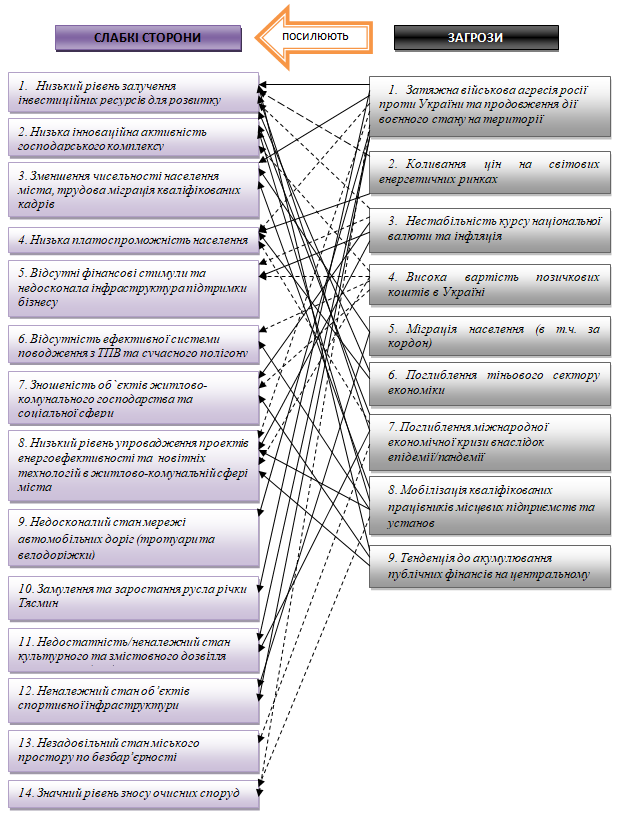 СЛАБКІ СТОРОНИ
ПОСИЛЮЮТЬ
ЗАГРОЗИ
1. Низький рівень залучення
інвестиційних ресурсів для розвитку
2. Низька інноваційна активність
господарського комплексу
3. Зменшення чисельності населення
міста, трудова міграція кваліфікованих
кадрів
4. Низька платоспроможність населення
5. Відсутні фінансові стимули та
недосконала інфраструктура підтримки
бізнесу
6. Відсутність ефективної системи
поводження з ТПВ та сучасного полігону
7. Зношеність об`єктів житлово-
комунального господарства та
соціальної сфери
8. Низький рівень упровадження проектів
енергоефективності та новітніх
технологій в житлово-комунальній сфері
міста
9. Недосконалий стан мережі
автомобільних доріг (тротуари та
велодоріжки)
10. Замулення та заростання русла річки
Тясмин
11. Недостатність/неналежний стан
культурного та змістовного дозвілля
12. Неналежний стан об’єктів
спортивної інфраструктури
13. Незадовільний стан міського
простору по безбар’єрності
14. Значний рівень зносу очисних споруд
1. Затяжна військова агресія росії
проти України та продовження дії
воєнного стану на території
2. Коливання цін на світових
енергетичних ринках
3. Нестабільність курсу національної
валюти та інфляція
4. Висока вартість позичкових
коштів в Україні
5. Міграція населення (в т.ч. за
кордон)
6. Поглиблення тіньового сектору
економіки
7. Поглиблення міжнародної
економічної кризи внаслідок
епідемії/пандемії
8. Мобілізація кваліфікованих
працівників місцевих підприємств та
установ
9. Тенденція до акумулювання
публічних фінансів на центральному